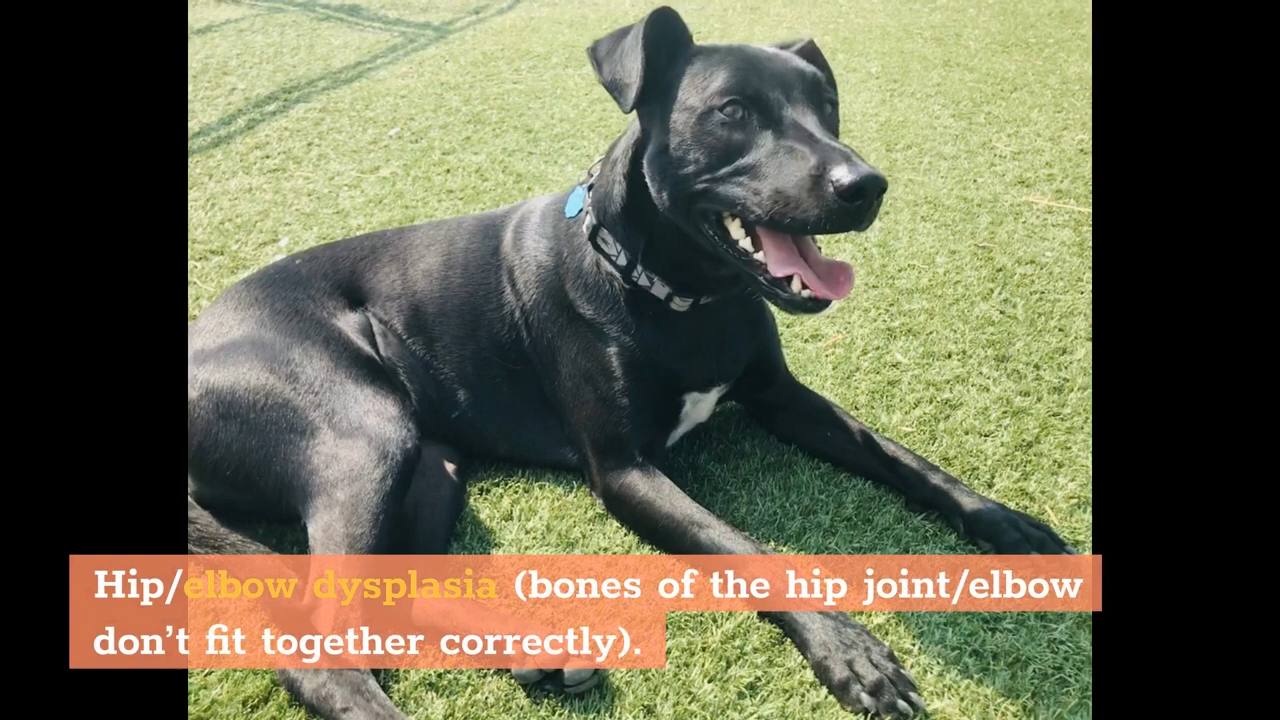 Hip/elbow dysplasia (bones of the hip joint/elbow
don’t fit together correctly).